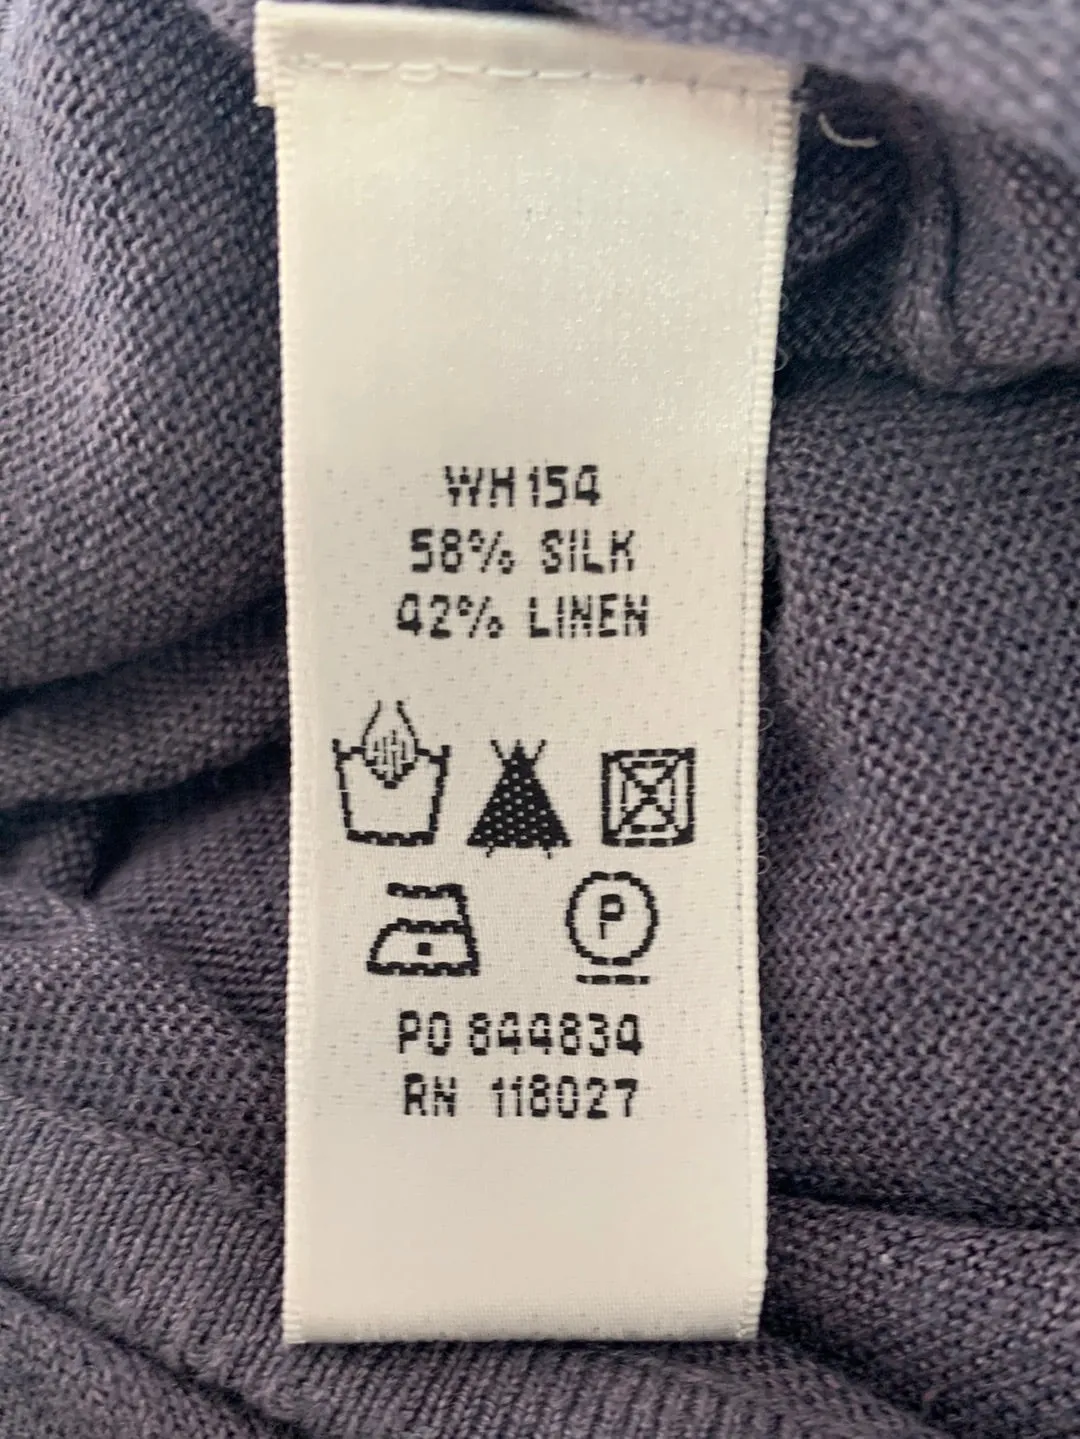 WH154
58% SILK
42% LINEN
P
PO 844834
RN 118027